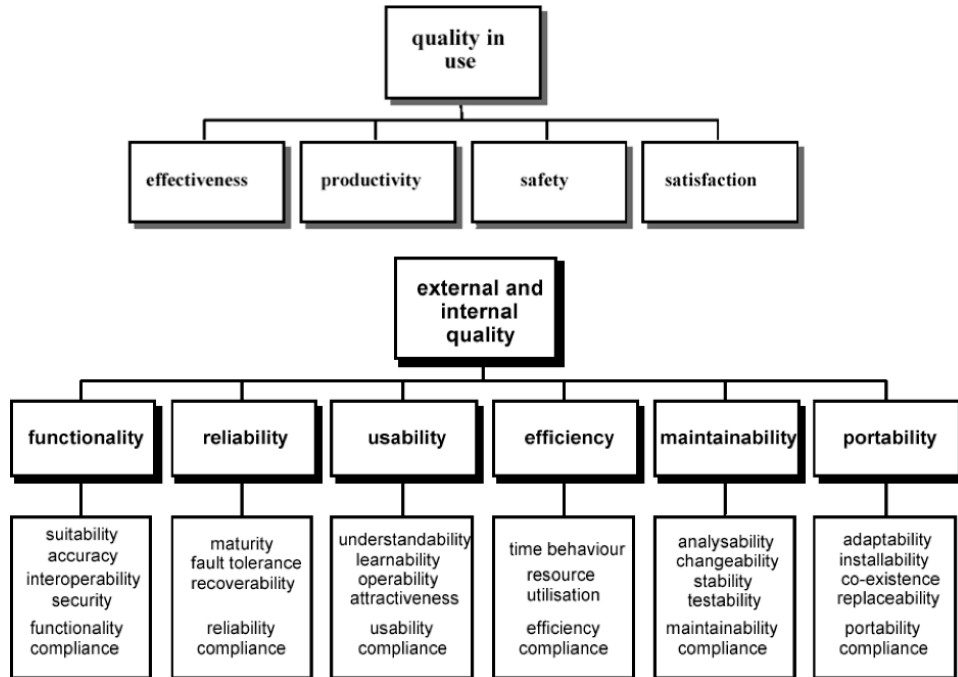 quality in
use
effectiveness
productivity
safety
satisfaction
external and
internal
quality
functionality
reliability
usability
efficiency
maintainability
portability
suitability
accuracy
interoperability
security
functionality
compliance
maturity
fault tolerance
recoverability
reliability
compliance
understandability
learnability
operability
attractiveness
usability
compliance
time behaviour
resource
utilisation
efficiency
compliance
analysability
changeability
stability
testability
maintainability
compliance
adaptability
installability
co-existence
replaceability
portability
compliance